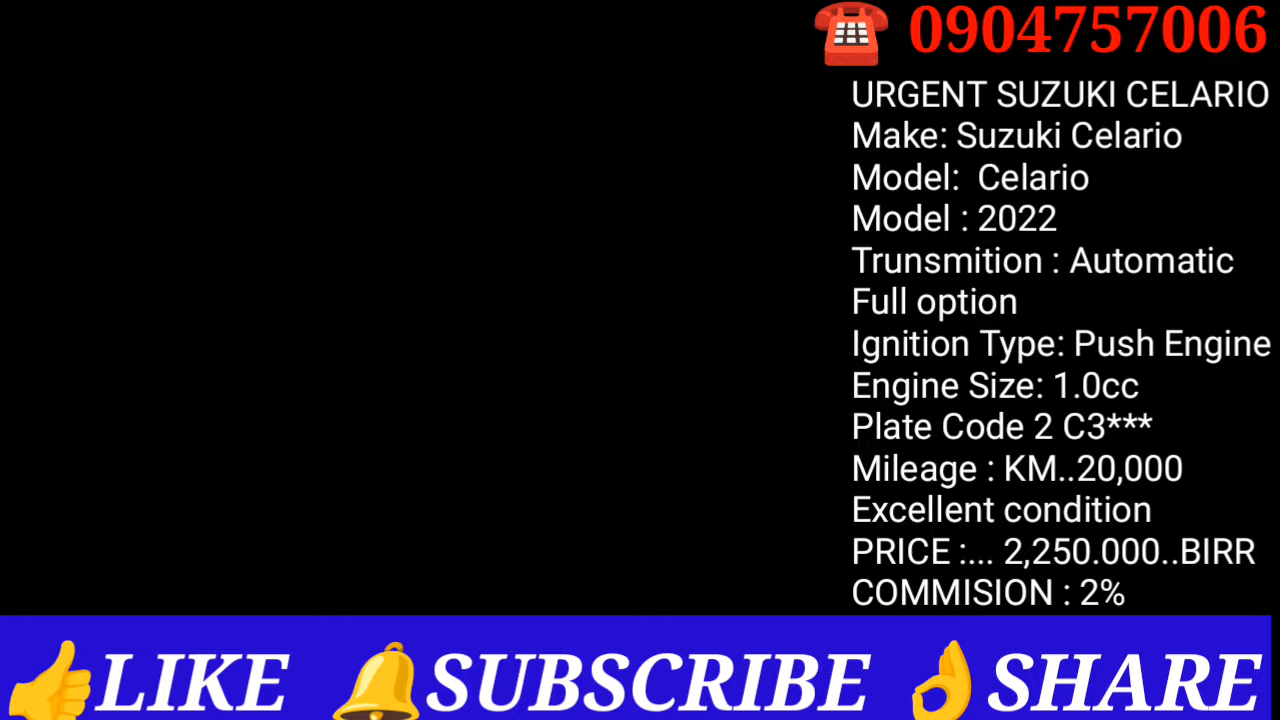 ☎️ 0904757006
URGENT SUZUKI CELARIO
Make: Suzuki Celario
Model:  Celario
Model : 2022
Trunsmition : Automatic
Full option
Ignition Type: Push Engine
Engine Size: 1.0cc
Plate Code 2 C3***
Mileage : KM..20,000
Excellent condition
PRICE :... 2,250.000..BIRR
COMMISION : 2%
👍LIKE 🔔SUBSCRIBE 👌SHARE